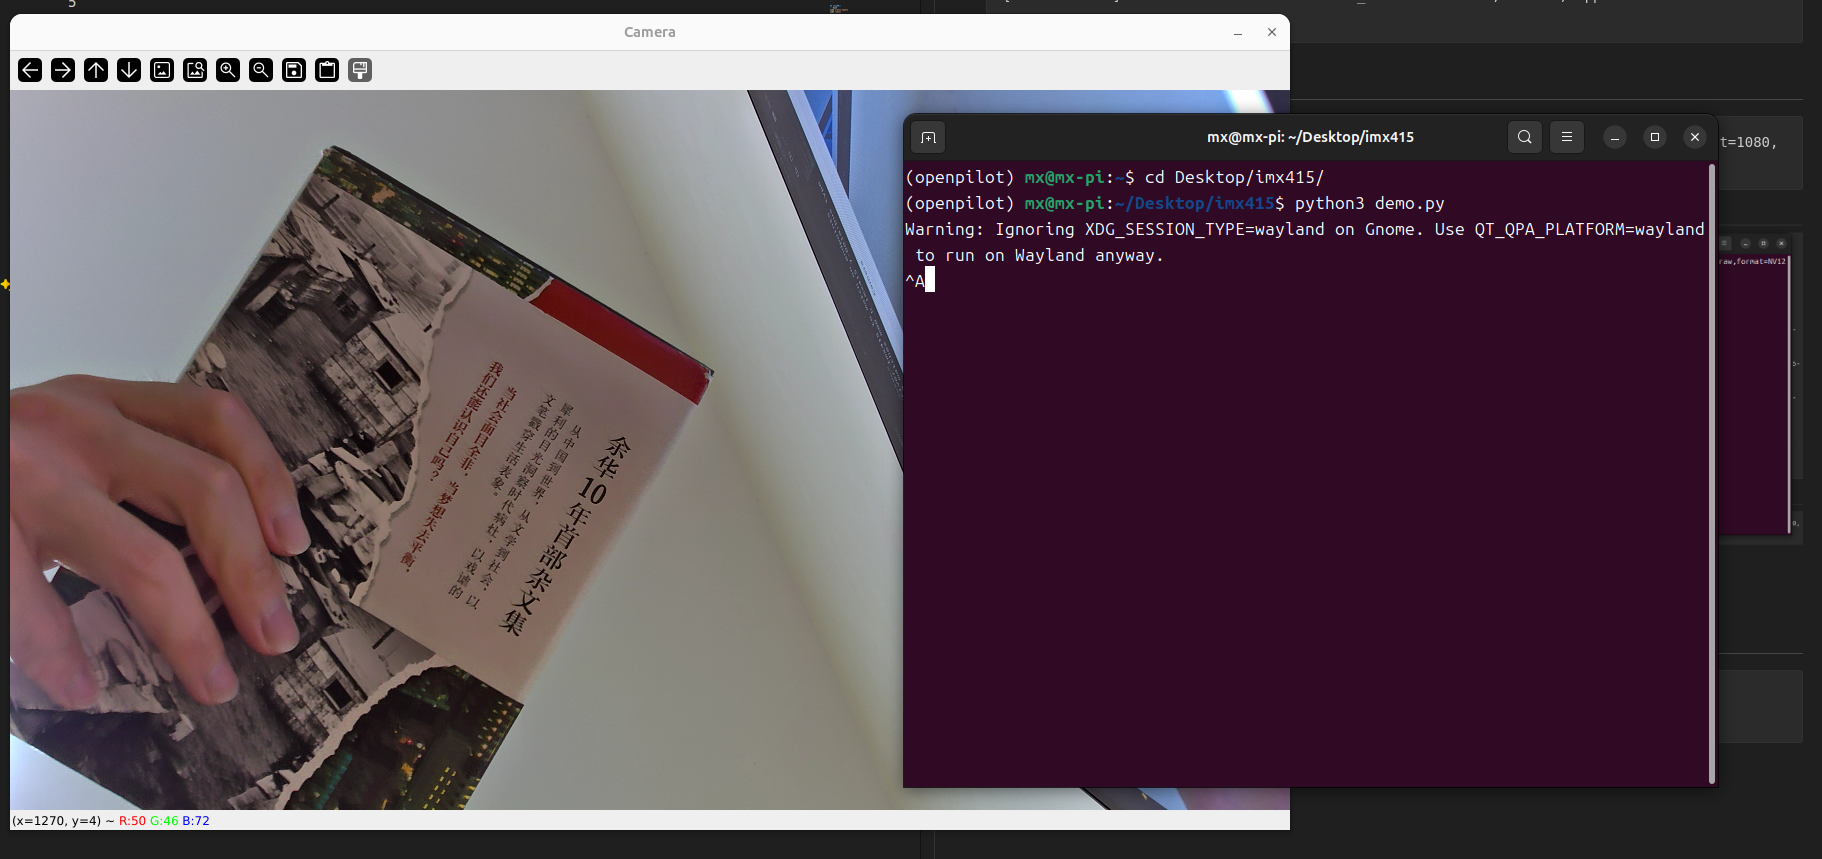 5
Camera
mx@mx-pi: ~/Desktop/imx415
t=1080,
(openpilot) mx@mx-pi:~$ cd Desktop/imx415/
(openpilot) mx@mx-pi:~/Desktop/imx415$ python3 demo.py
Warning: Ignoring XDG_SESSION_TYPE=wayland on Gnome. Use QT_QPA_PLATFORM=wayland
to run on Wayland anyway.
^A
raw,format=NV12
余华10年首部杂文集
从中国到世界，从文学到社会，以
犀利的目光洞察时代病灶，以戏谑的
文笔戳穿生活表象。
当社会面目全非，当梦想失去平衡，
我们还能认识自己吗？
(x=1270, y=4) ~ R:50 G:46 B:72